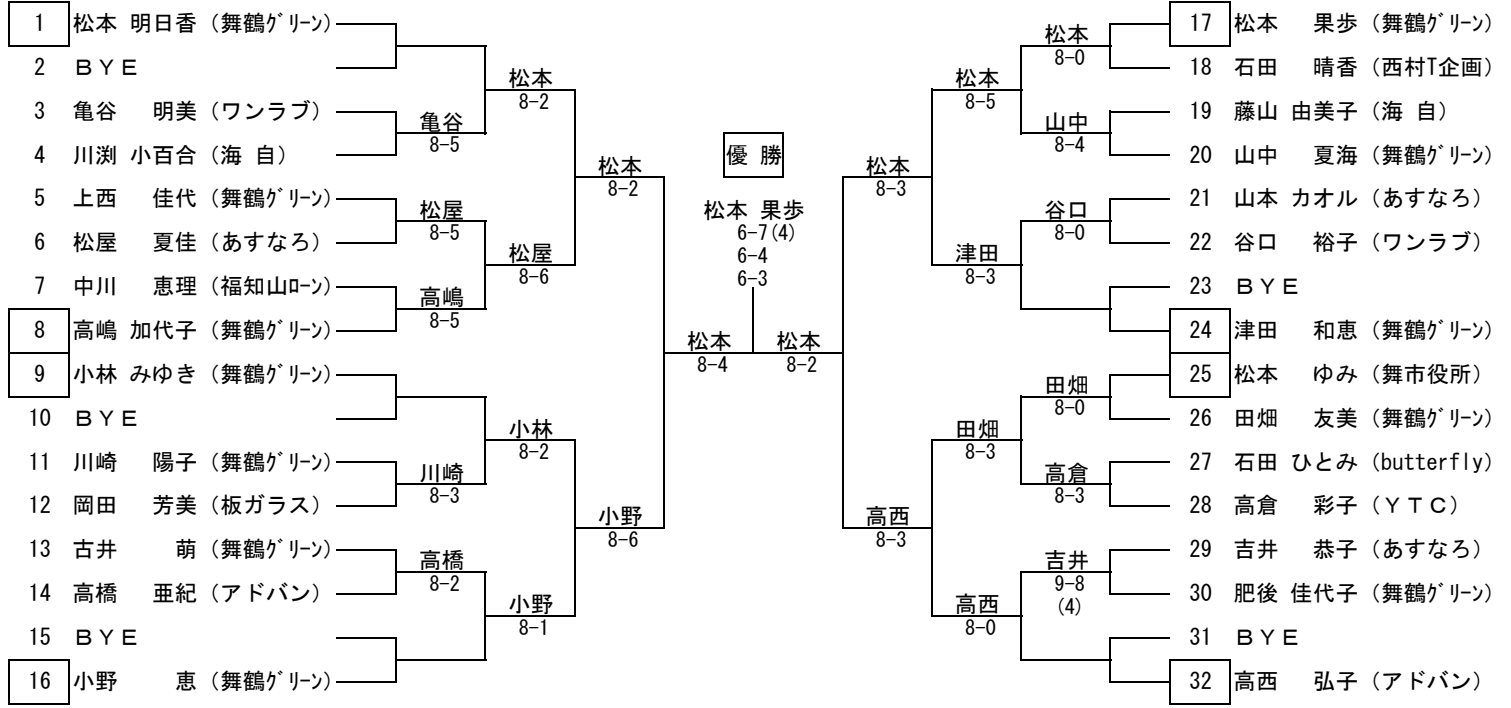 1 松本 明日香 (舞鶴ｸﾞﾘｰﾝ)
2 ＢＹＥ
3 亀谷 明美 (ワンラブ)
4 川渕 小百合 (海 自)
5 上西 佳代 (舞鶴ｸﾞﾘｰﾝ)
6 松屋 夏佳 (あすなろ)
7 中川 恵理 (福知山ﾛｰﾝ)
8 高嶋 加代子 (舞鶴ｸﾞﾘｰﾝ)
9 小林 みゆき (舞鶴ｸﾞﾘｰﾝ)
10 ＢＹＥ
11 川崎 陽子 (舞鶴ｸﾞﾘｰﾝ)
12 岡田 芳美 (板ガラス)
13 古井 萌 (舞鶴ｸﾞﾘｰﾝ)
14 高橋 亜紀 (アドバン)
15 ＢＹＥ
16 小野 恵 (舞鶴ｸﾞﾘｰﾝ)
亀谷
8-5
松屋
8-5
高嶋
8-5
川崎
8-3
高橋
8-2
松本
8-2
松屋
8-6
小林
8-2
小野
8-1
松本
8-2
小野
8-6
松本
8-4
優 勝
松本 果歩
6-7(4)
6-4
6-3
松本
8-2
松本
8-3
高西
8-3
松本
8-5
津田
8-3
田畑
8-3
高西
8-0
松本
8-0
山中
8-4
谷口
8-0
田畑
8-0
高倉
8-3
吉井
9-8
(4)
17 松本 果歩 (舞鶴ｸﾞﾘｰﾝ)
18 石田 晴香 (西村T企画)
19 藤山 由美子 (海 自)
20 山中 夏海 (舞鶴ｸﾞﾘｰﾝ)
21 山本 カオル (あすなろ)
22 谷口 裕子 (ワンラブ)
23 ＢＹＥ
24 津田 和恵 (舞鶴ｸﾞﾘｰﾝ)
25 松本 ゆみ (舞市役所)
26 田畑 友美 (舞鶴ｸﾞﾘｰﾝ)
27 石田 ひとみ (butterfly)
28 高倉 彩子 (ＹＴＣ)
29 吉井 恭子 (あすなろ)
30 肥後 佳代子 (舞鶴ｸﾞﾘｰﾝ)
31 ＢＹＥ
32 高西 弘子 (アドバン)